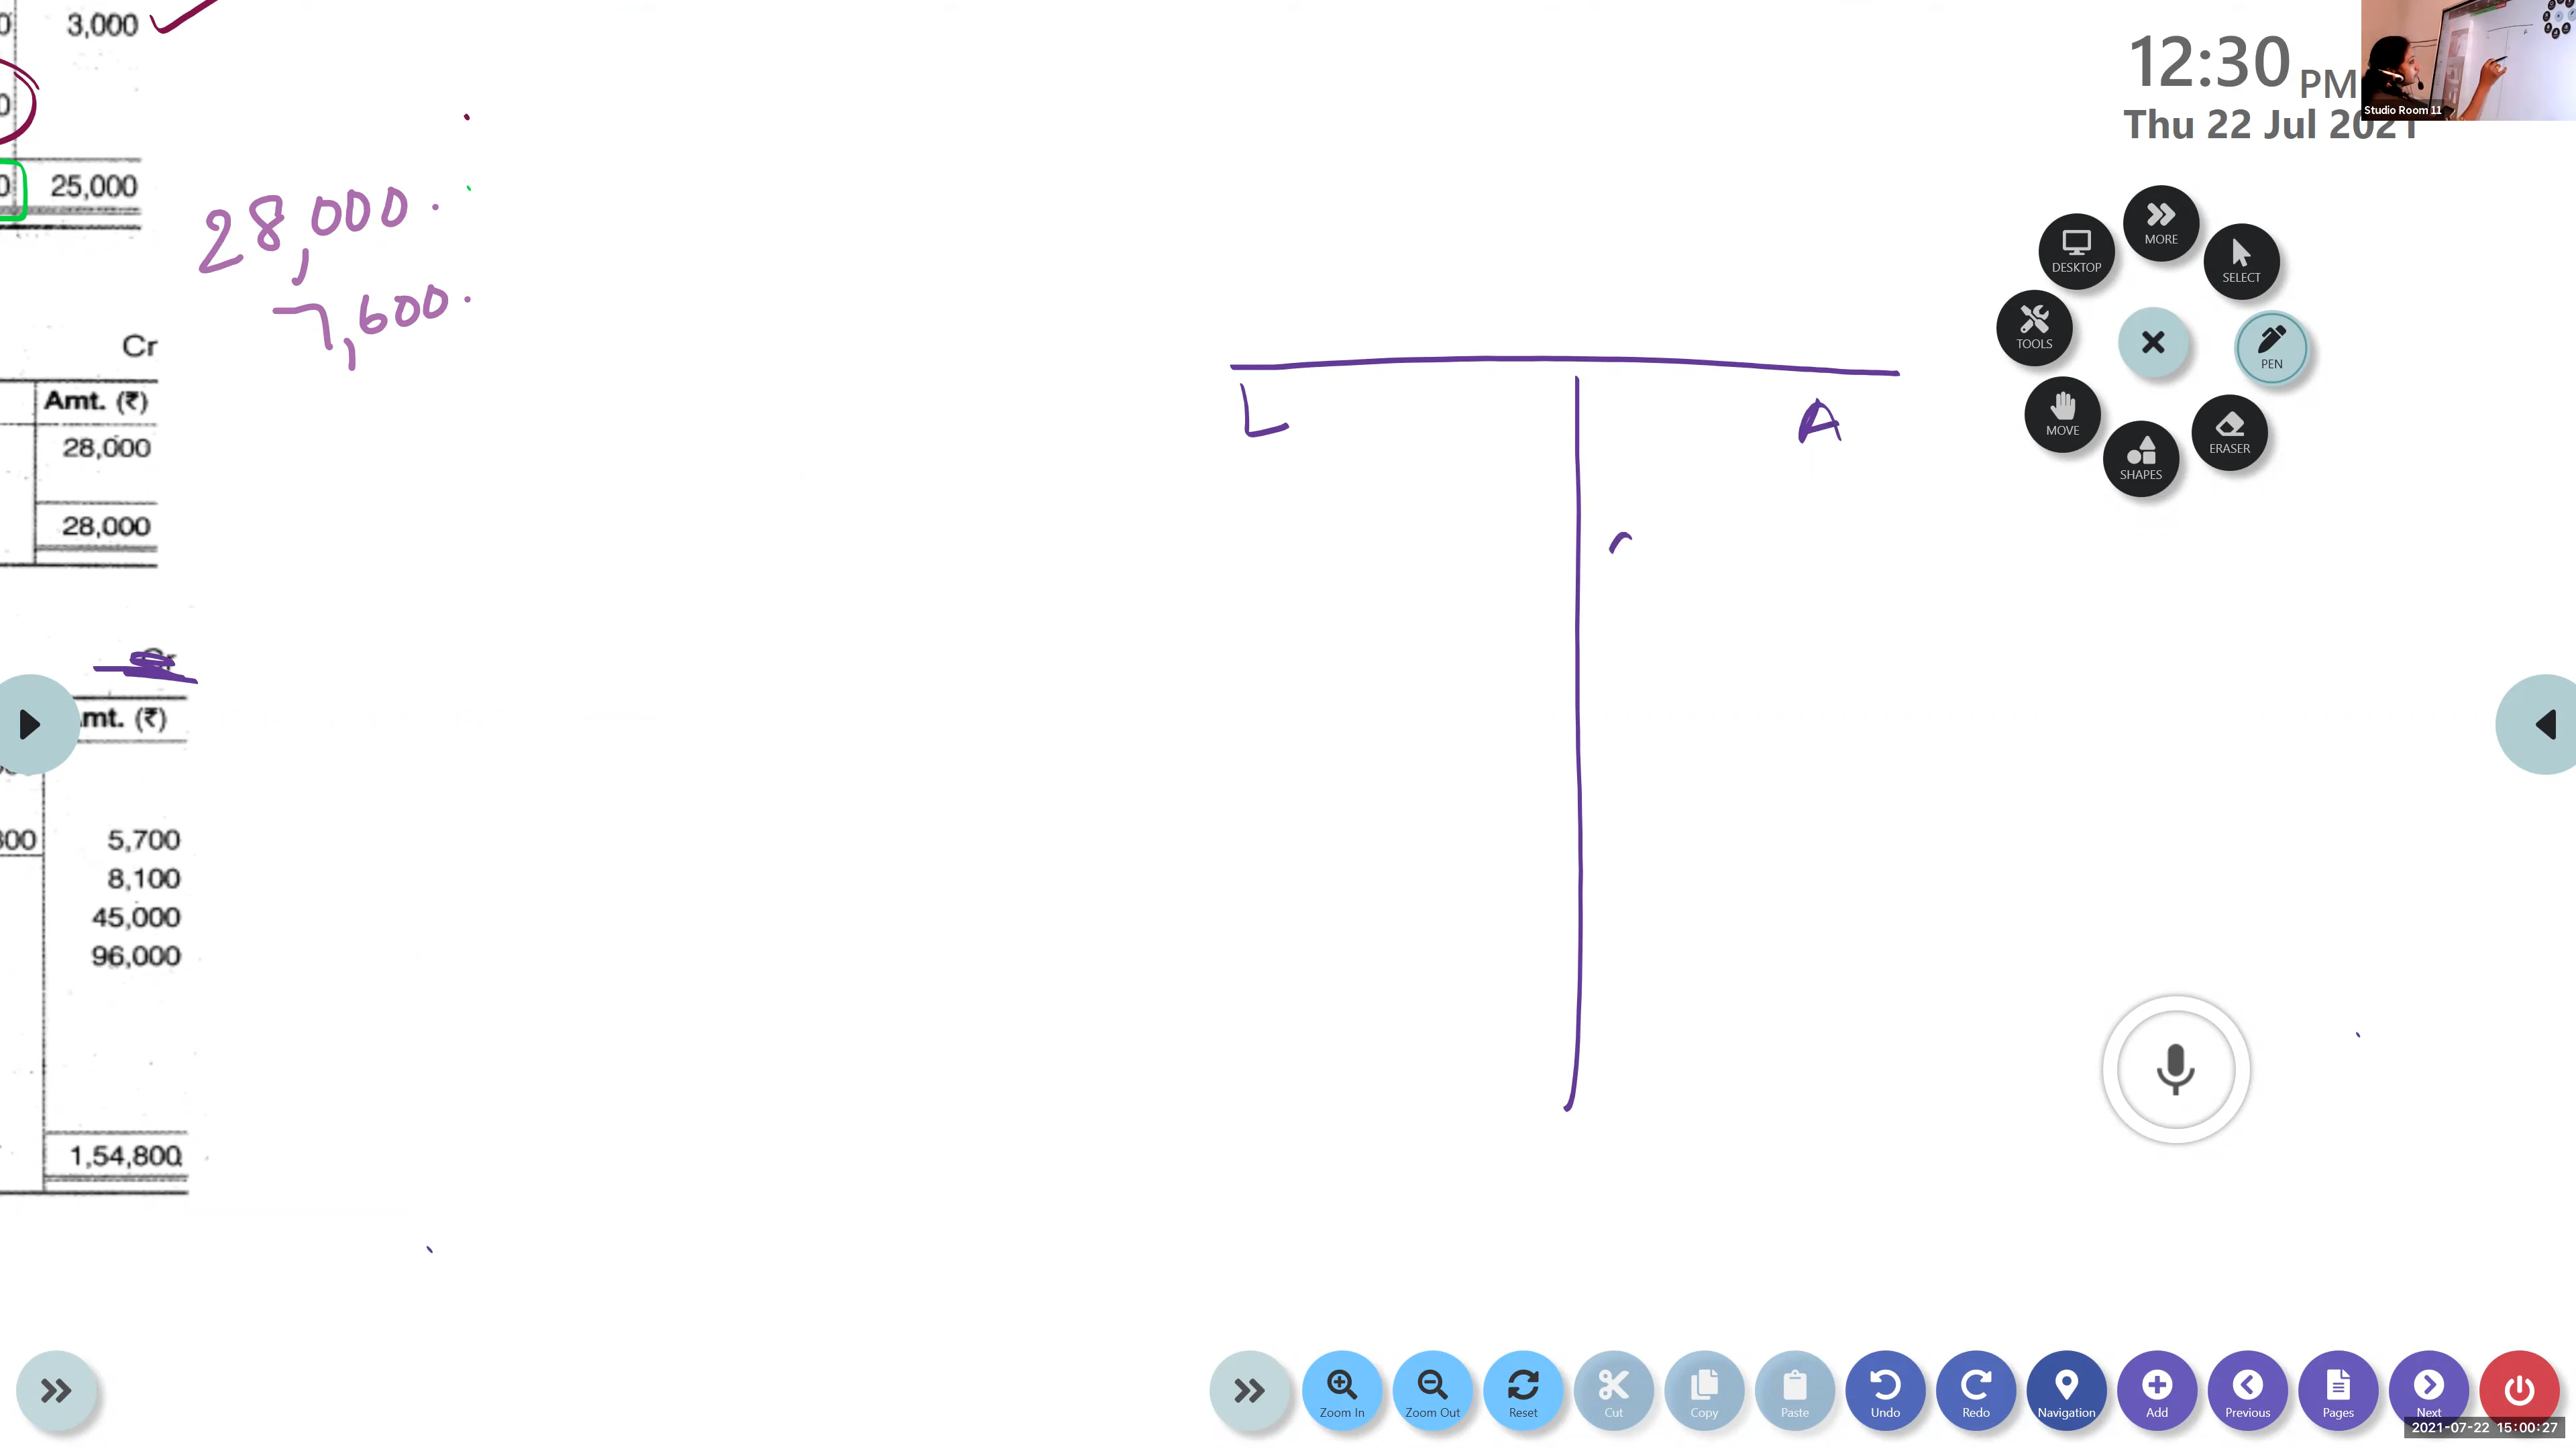 3,000
25,000
28,000.
7,600.
Cr
Amt. (₹)
28,000
28,000
mt. (₹)
5,700
8,100
45,000
96,000
1,54,800
L
A
12:30 PM
Thu 22 Jul 2021
Studio Room 11
MORE
DESKTOP
SELECT
TOOLS
PEN
MOVE
ERASER
SHAPES
Zoom In
Zoom Out
Reset
Cut
Copy
Paste
Undo
Redo
Navigation
Add
Previous
Pages
Next
2021-07-22 15:00:27